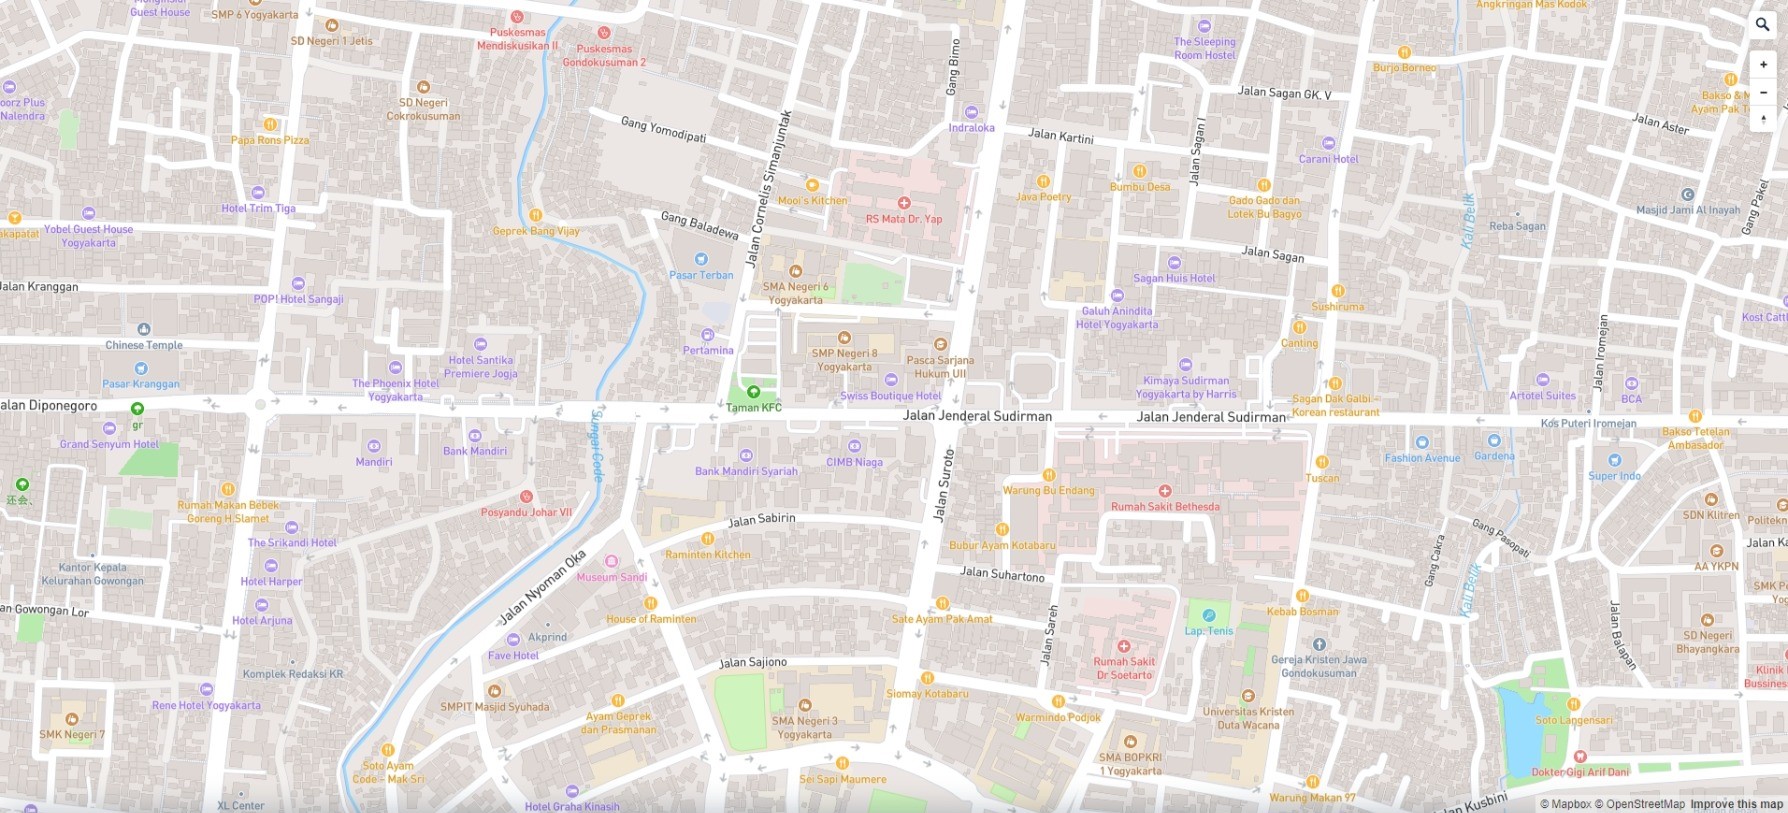 Guest House
SMP 6 Yogyakarta
SD Negeri 1 Jetis
Puskesmas
Mendiskusikan II
Puskesmas
Gondokusuman 2
Gang Bimo
The Sleeping
Room Hostel
Angkringan Mas Kodok
Burjo Borneo
oorz Plus
Nalendra
SD Negeri
Cokrokusuman
Papa Rons Pizza
Gang Yomodipati
Jalan Cornelis Simanjuntak
Indraloka
Jalan Kartini
Jalan Sagan GK. V
Jalan Sagan I
Carani Hotel
Jalan Aster
Bakso & M
Hotel Trim Tiga
Yobel Guest House
Yogyakarta
akapatat
Geprek Bang Vijay
Gang Baladewa
Mooi's Kitchen
RS Mata Dr. Yap
Java Poetry
Bumbu Desa
Gado Gado dan
Lotek Bu Bagyo
Kali Belik
Masjid Jami Al Inayah
Gang Pakel
Reba Sagan
Jalan Kranggan
POP! Hotel Sangaji
Pasar Terban
SMA Negeri 6
Yogyakarta
Jalan Sagan
Sagan Huis Hotel
Galuh Anindita
Hotel Yogyakarta
Sushiruma
Chinese Temple
Pasar Kranggan
Hotel Santika
Premiere Jogja
The Phoenix Hotel
Yogyakarta
Pertamina
SMP Negeri 8
Yogyakarta
Pasca Sarjana
Hukum UII
Swiss Boutique Hotel
Kimaya Sudirman
Yogyakarta by Harris
Canting
Sagan Dak Galbi -
Korean restaurant
Jalan Iromejan
Artotel Suites
BCA
Kost Catt
alan Diponegoro
gr
Grand Senyum Hotel
Mandiri
Bank Mandiri
Sungai Code
Taman KFC
Bank Mandiri Syariah
CIMB Niaga
Jalan Jenderal Sudirman
Jalan Jenderal Sudirman
Kos Puteri Iromejan
Bakso Tetelan
Ambasador
Fashion Avenue
Gardena
Super Indo
Tuscan
还会、
Rumah Makan Bebek
Goreng H.Slamet
Posyandu Johar VII
Jalan Suroto
Warung Bu Endang
Rumah Sakit Bethesda
SDN Klitren
Politekn
The Srikandi Hotel
Jalan Sabirin
Raminten Kitchen
Bubur Ayam Kotabaru
Gang Cakra
Gang Pasopati
Jalan Ka
AA YKPN
Kantor Kepala
Kelurahan Gowongan
Hotel Harper
Hotel Arjuna
an Gowongan Lor
Jalan Nyoman Oka
Museum Sandi
House of Raminten
Jalan Suhartono
Sate Ayam Pak Amat
Jalan Sareh
Kali Belik
Kebab Bosman
Lap. Tenis
Jalan Balapan
SMK Pe
SD Negeri
Bhayangkara
Akprind
Fave Hotel
Komplek Redaksi KR
Jalan Sajiono
Rumah Sakit
Dr Soetarto
Gereja Kristen Jawa
Gondokusuman
Klinik
Bussines
Rene Hotel Yogyakarta
SMK Negeri 7
SMPIT Masjid Syuhada
Ayam Geprek
dan Prasmanan
SMA Negeri 3
Yogyakarta
Siomay Kotabaru
Warmindo Podjok
Universitas Kristen
Duta Wacana
Soto Langensari
Soto Ayam
Code - Mak Sri
Sei Sapi Maumere
SMA BOPKRI
1 Yogyakarta
Dokter Gigi Arif Dani
XL Center
Hotel Graha Kinasih
Warung Makan 97
lan Kusbini
© Mapbox © OpenStreetMap Improve this map